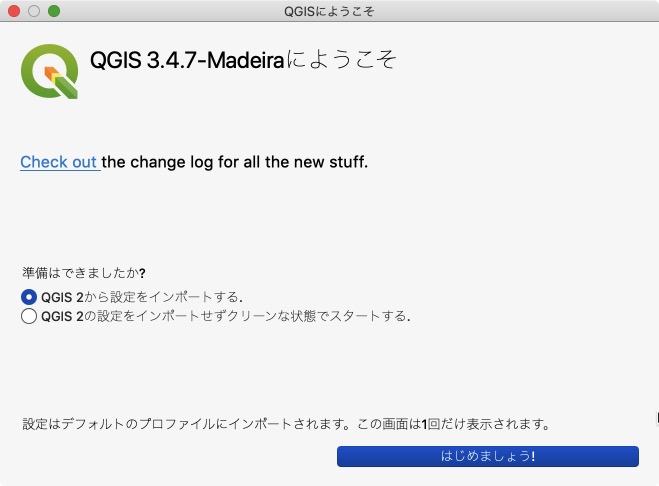 QGISにようこそ
QGIS 3.4.7-Madeiraにようこそ
Check out the change log for all the new stuff.
準備はできましたか?
QGIS 2から設定をインポートする.
QGIS 2の設定をインポートせずクリーンな状態でスタートする.
設定はデフォルトのプロファイルにインポートされます。この画面は1回だけ表示されます。
はじめましょう!